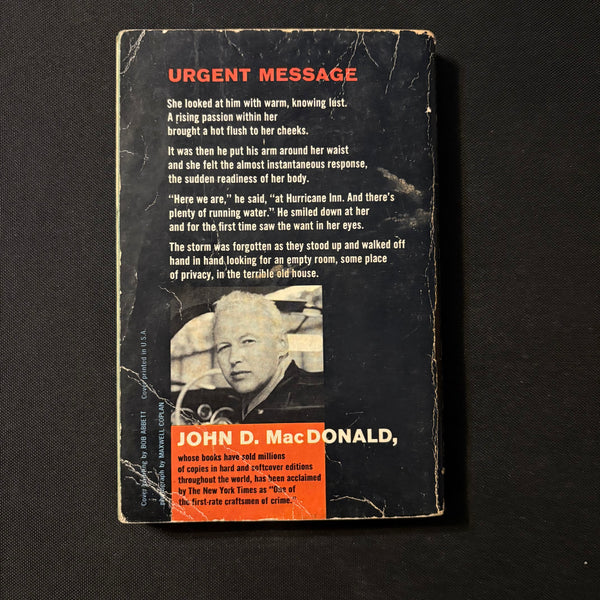 URGENT MESSAGE
She looked at him with warm, knowing lust.
A rising passion within her
brought a hot flush to her cheeks.
It was then he put his arm around her waist
and she felt the almost instantaneous response,
the sudden readiness of her body.
"Here we are," he said, "at Hurricane Inn. And there's
plenty of running water." He smiled down at her
and for the first time saw the want in her eyes.
The storm was forgotten as they stood up and walked off
hand in hand looking for an empty room, some place
of privacy, in the terrible old house.
JOHN D. MacDONALD,
whose books have sold millions
of copies in hard and softcover editions
throughout the world, has been acclaimed
by The New York Times as "One of
the first-rate craftsmen of crime."
Cover painting by BOB ABBETT Cover printed in U.S.A.
Photograph by MAXWELL COPLAN